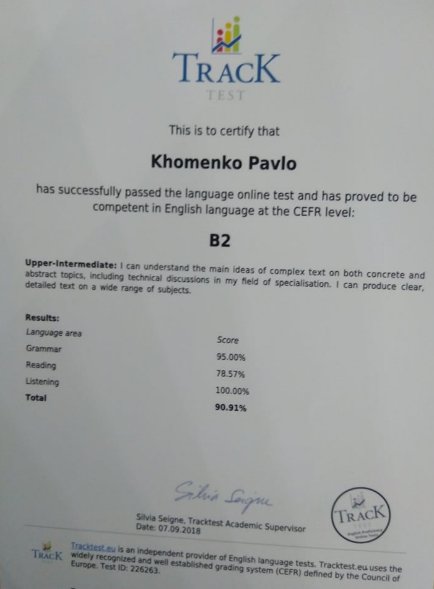 TRACK
TEST
This is to certify that
Khomenko Pavlo
has successfully passed the language online test and has proved to be
competent in English language at the CEFR level:
B2
Upper-Intermediate: I can understand the main ideas of complex text on both concrete and
abstract topics, including technical discussions in my field of specialisation. I can produce clear,
detailed text on a wide range of subjects.
Results:
Language area Score
Grammar 95.00%
Reading 78.57%
Listening 100.00%
Total 90.91%
Silvia Seigne
Silvia Seigne, Tracktest Academic Supervisor
Date: 07.09.2018
TRACK
TEST
TRACK
Tracktest.eu is an independent provider of English language tests. Tracktest.eu uses the
widely recognized and well established grading system (CEFR) defined by the Council of
Europe. Test ID: 226263.